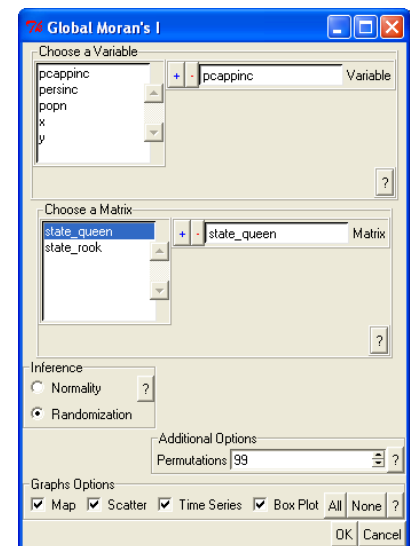 Global Moran's I
Choose a Variable
pcappinc
persinc
popn
x
y
+ - pcappinc Variable
?
Choose a Matrix
state_queen
state_rook
+ - state_queen Matrix
?
Inference
Normality ?
Randomization
Additional Options
Permutations 99 ?
Graphs Options
Map Scatter Time Series Box Plot All None ?
OK Cancel